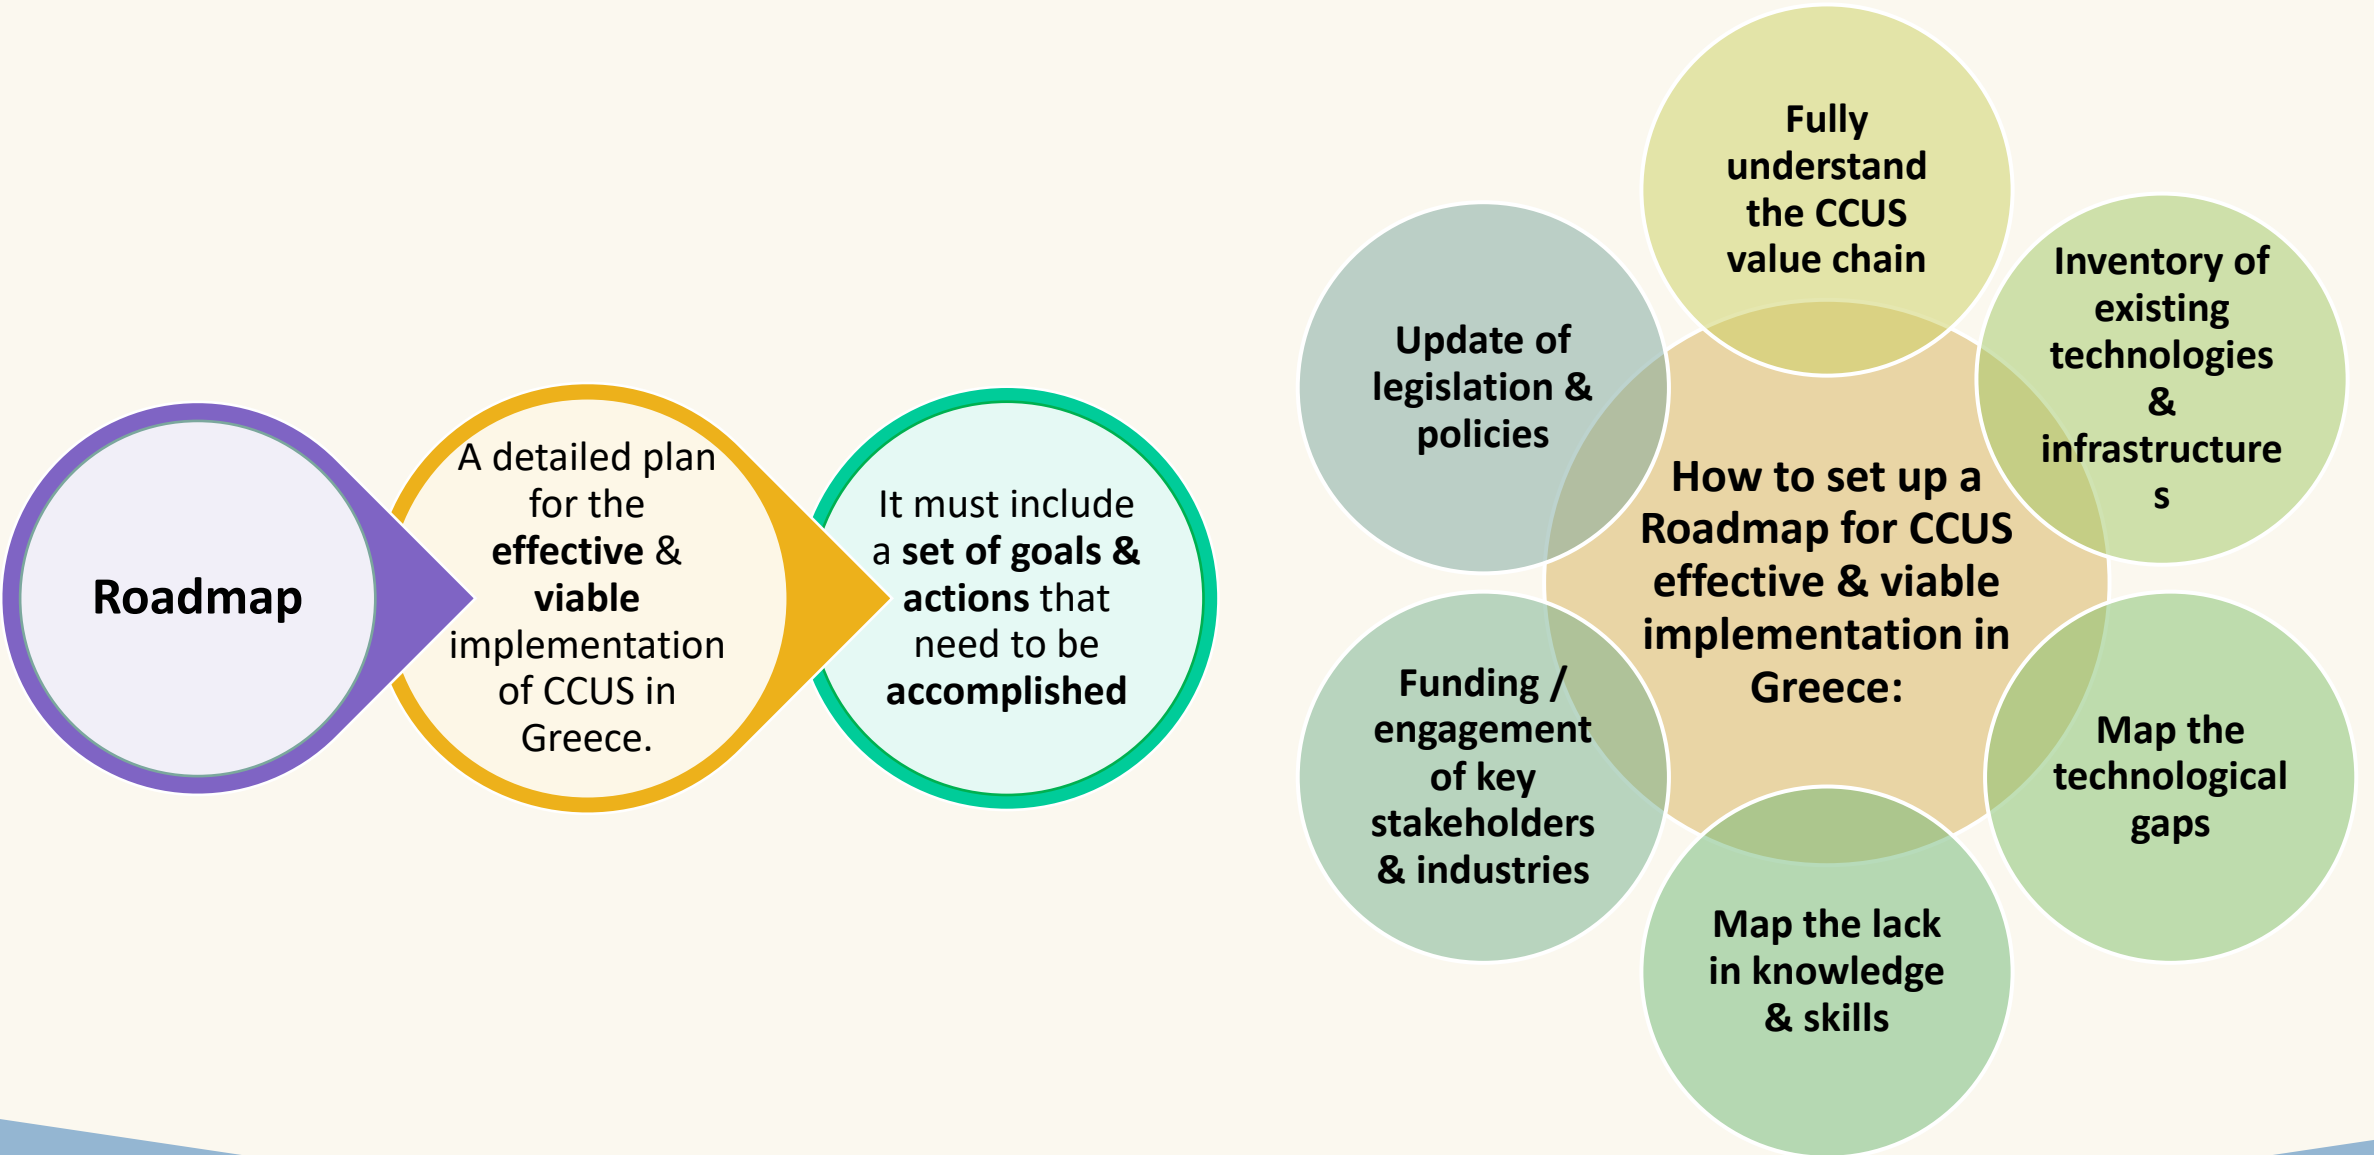 Roadmap
A detailed plan
for the
effective &
viable
implementation
of CCUS in
Greece.
It must include
a set of goals &
actions that
need to be
accomplished
How to set up a
Roadmap for CCUS
effective & viable
implementation in
Greece:
Fully
understand
the CCUS
value chain
Inventory of
existing
technologies
&
infrastructure
s
Map the
technological
gaps
Map the lack
in knowledge
& skills
Funding /
engagement
of key
stakeholders
& industries
Update of
legislation &
policies